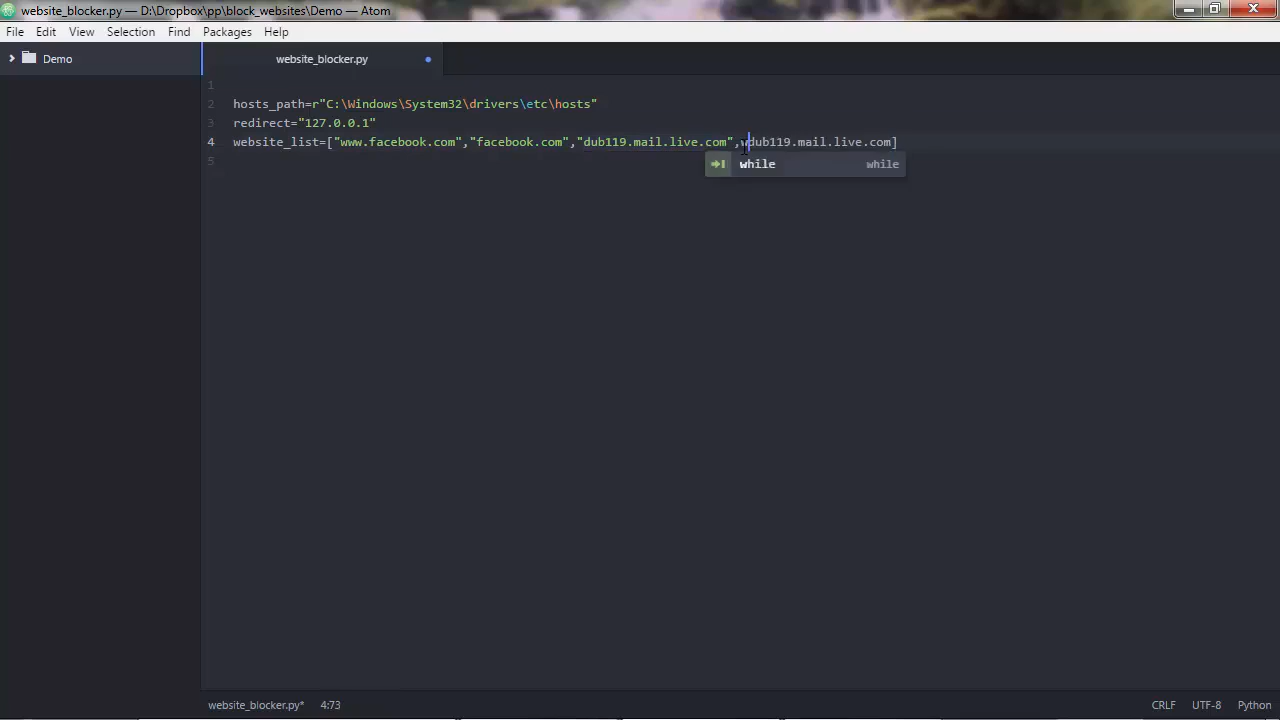 website_blocker.py — D:\Dropbox\pp\block_websites\Demo — Atom
File Edit View Selection Find Packages Help
Demo
website_blocker.py
1
2 hosts_path=r"C:\Windows\System32\drivers\etc\hosts"
3 redirect="127.0.0.1"
4 website_list=["www.facebook.com","facebook.com","dub119.mail.live.com",wdub119.mail.live.com]
while while
5
website_blocker.py* 4:73 CRLF UTF-8 Python